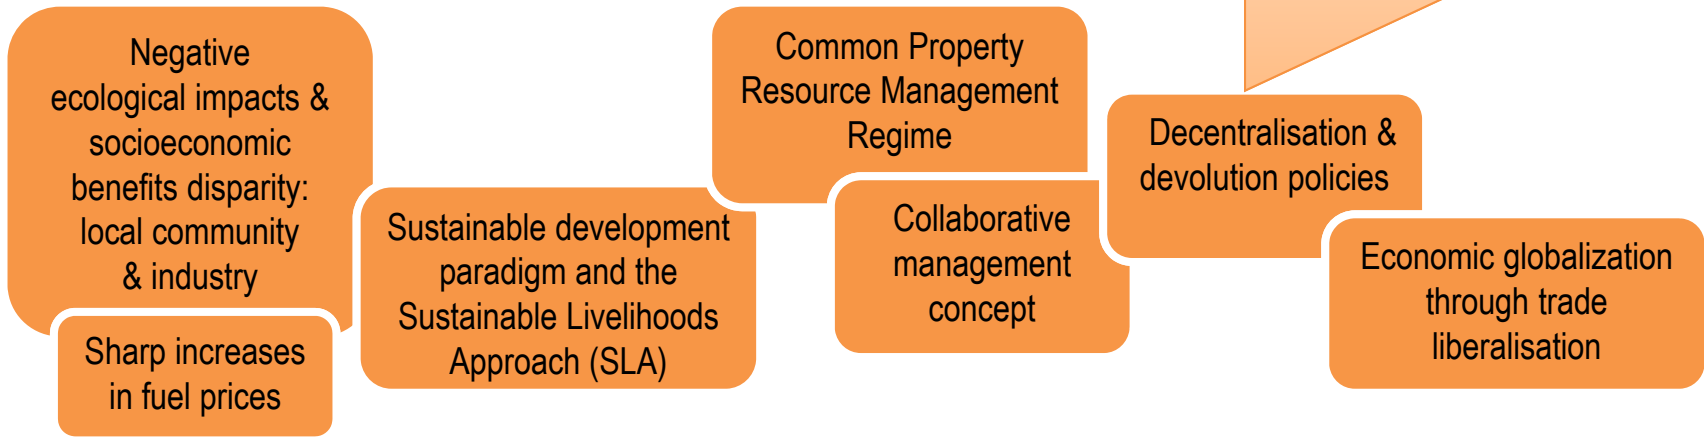 Negative
ecological impacts &
socioeconomic
benefits disparity:
local community
& industry
Sharp increases
in fuel prices
Sustainable development
paradigm and the
Sustainable Livelihoods
Approach (SLA)
Common Property
Resource Management
Regime
Collaborative
management
concept
Decentralisation &
devolution policies
Economic globalization
through trade
liberalisation